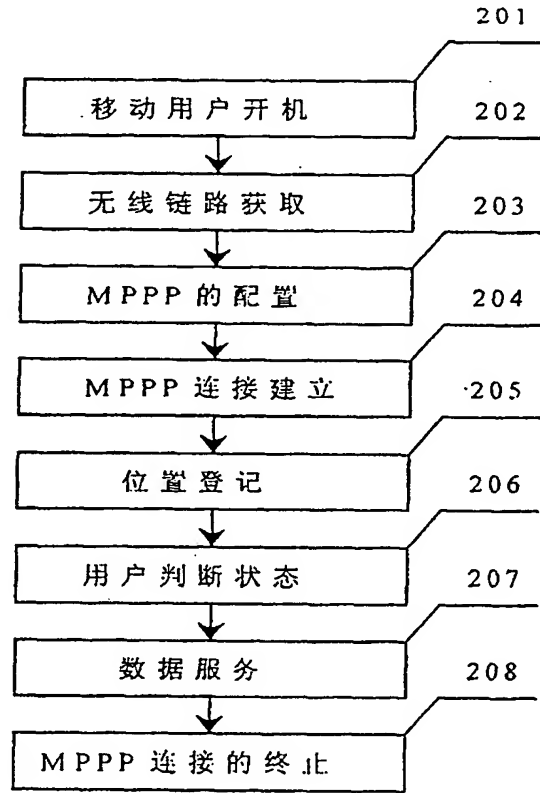 201
移动用户开机
202
无线链路获取
203
MPPP的配置
204
MPPP连接建立
205
位置登记
206
用户判断状态
207
数据服务
208
MPPP连接的终止